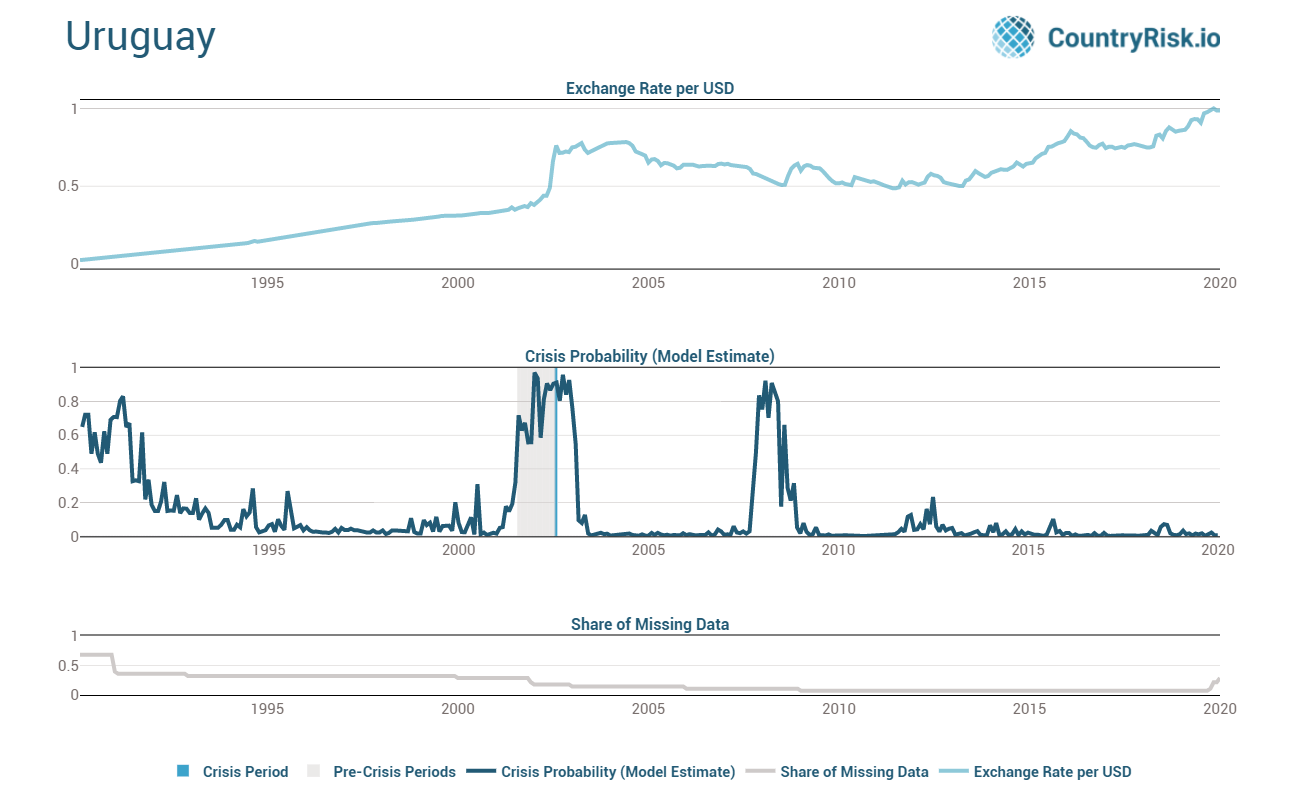 Uruguay
CountryRisk.io
Exchange Rate per USD
1
0.5
0
1995 2000 2005 2010 2015 2020
Crisis Probability (Model Estimate)
1
0.8
0.6
0.4
0.2
0
1995 2000 2005 2010 2015 2020
Share of Missing Data
1
0.5
0
1995 2000 2005 2010 2015 2020
Crisis Period Pre-Crisis Periods Crisis Probability (Model Estimate) Share of Missing Data Exchange Rate per USD